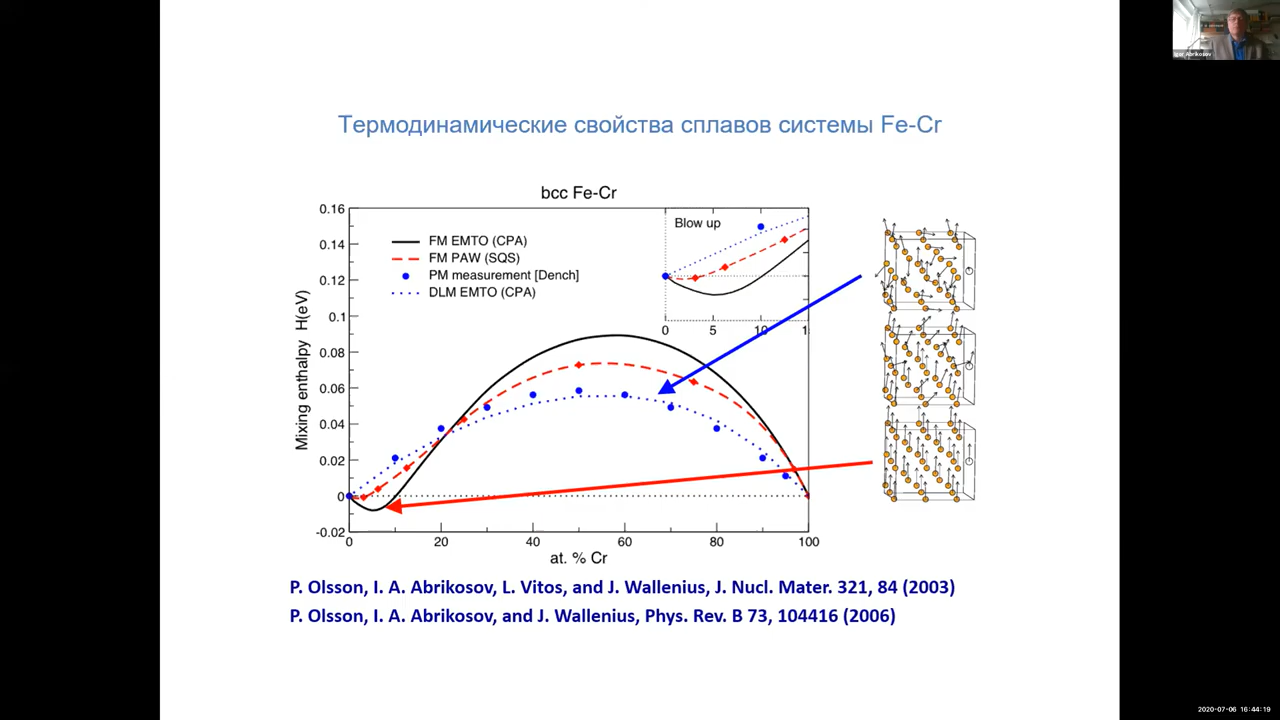 Igor Abrikosov
Термодинамические свойства сплавов системы Fe-Cr
bcc Fe-Cr
0.16
0.14
0.12
0.1
0.08
0.06
0.04
0.02
0
-0.02
Mixing enthalpy H(eV)
FM EMTO (CPA)
FM PAW (SQS)
PM measurement [Dench]
DLM EMTO (CPA)
Blow up
0 5 10 1
0 20 40 60 80 100
at. % Cr
P. Olsson, I. A. Abrikosov, L. Vitos, and J. Wallenius, J. Nucl. Mater. 321, 84 (2003)
P. Olsson, I. A. Abrikosov, and J. Wallenius, Phys. Rev. B 73, 104416 (2006)
2020-07-06 16:44:19